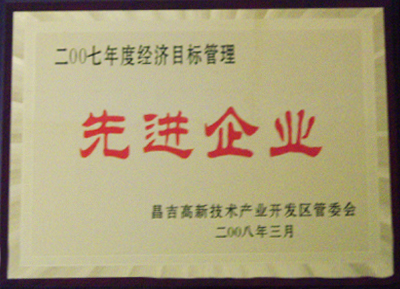 二00七年度经济目标管理
先进企业
昌吉高新技术产业开发区管委会
二00八年三月